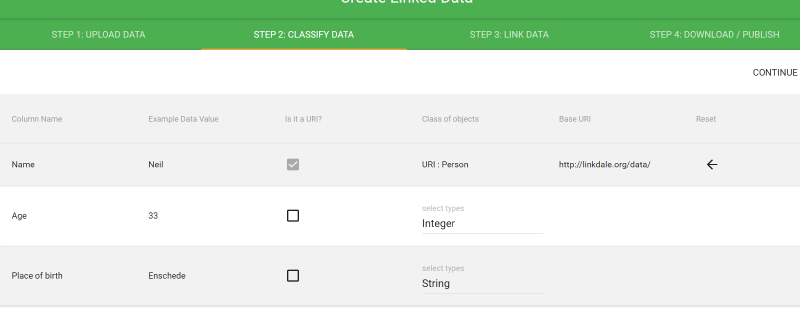 Create Linked Data
STEP 1: UPLOAD DATA STEP 2: CLASSIFY DATA STEP 3: LINK DATA STEP 4: DOWNLOAD / PUBLISH
CONTINUE
Column Name Example Data Value Is it a URI? Class of objects Base URI Reset
Name Neil URI : Person http://linkdale.org/data/
select types
Age 33 Integer
select types
Place of birth Enschede String